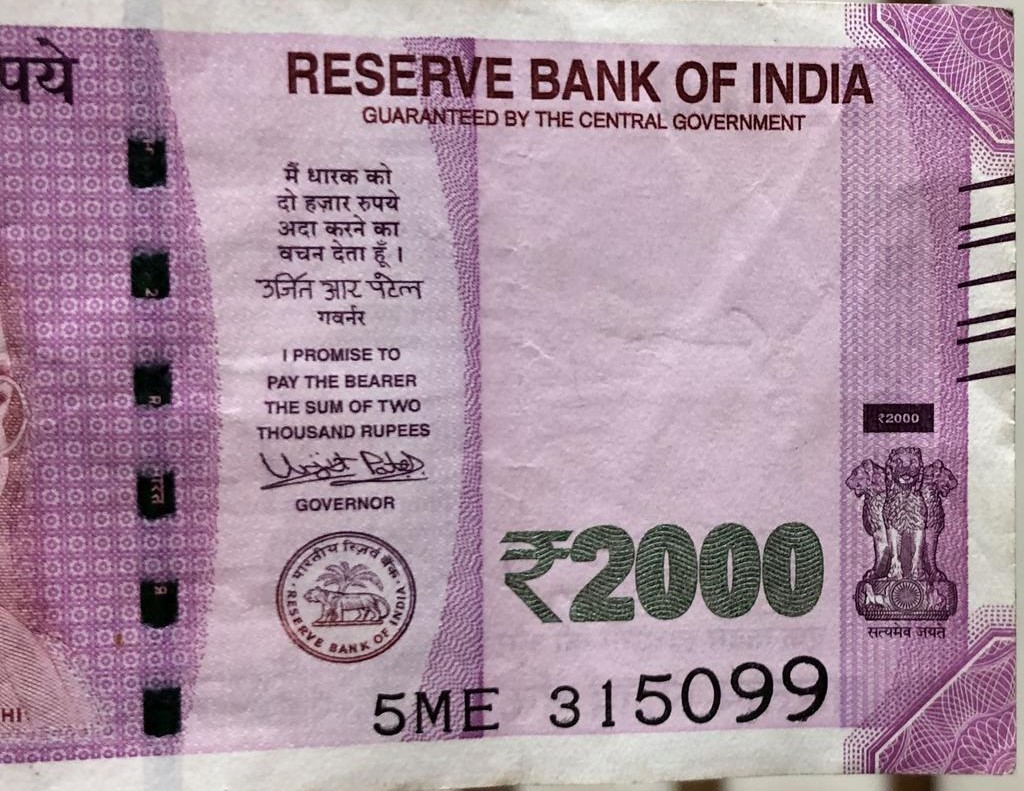 पये
RESERVE BANK OF INDIA
GUARANTEED BY THE CENTRAL GOVERNMENT
मैं धारक को
दो हज़ार रुपये
अदा करने का
वचन देता हूँ ।
उर्जित आर पटेल
गवर्नर
I PROMISE TO
PAY THE BEARER
THE SUM OF TWO
THOUSAND RUPEES
Urjit Patel
GOVERNOR
भारतीय रिज़र्व बैंक
RESERVE BANK OF INDIA
₹2000
₹2000
सत्यमेव जयते
5ME 315099
HI